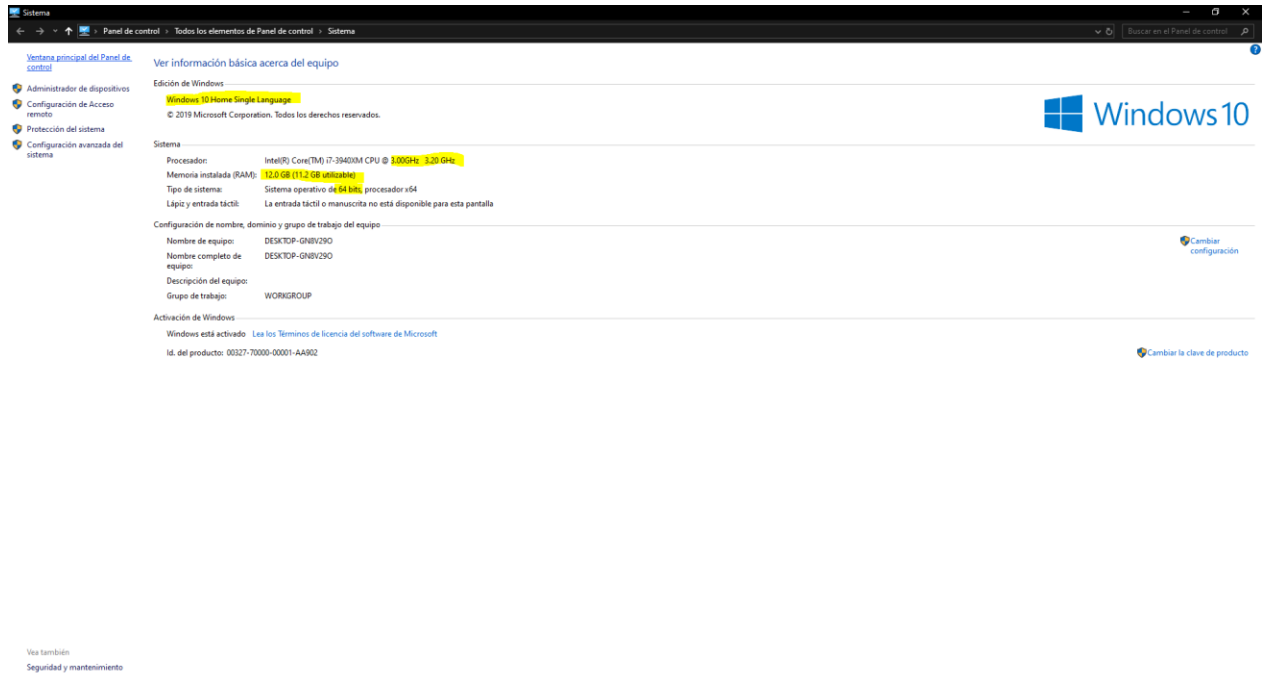 Sistema
Panel de control > Todos los elementos de Panel de control > Sistema
Buscar en el Panel de control
Ventana principal del Panel de
control
Administrador de dispositivos
Configuración de Acceso
remoto
Protección del sistema
Configuración avanzada del
sistema
Ver información básica acerca del equipo
Edición de Windows
Windows 10 Home Single Language
© 2019 Microsoft Corporation. Todos los derechos reservados.
Windows 10
Sistema
Procesador: Intel(R) Core(TM) i7-3940XM CPU @ 3.00GHz 3.20 GHz
Memoria instalada (RAM): 12.0 GB (11.2 GB utilizable)
Tipo de sistema: Sistema operativo de 64 bits, procesador x64
Lápiz y entrada táctil: La entrada táctil o manuscrita no está disponible para esta pantalla
Configuración de nombre, dominio y grupo de trabajo del equipo
Nombre de equipo: DESKTOP-GN8V29O
Nombre completo de DESKTOP-GN8V29O
equipo:
Descripción del equipo:
Grupo de trabajo: WORKGROUP
Cambiar
configuración
Activación de Windows
Windows está activado Lea los Términos de licencia del software de Microsoft
Id. del producto: 00327-70000-00001-AA902
Cambiar la clave de producto
Vea también
Seguridad y mantenimiento